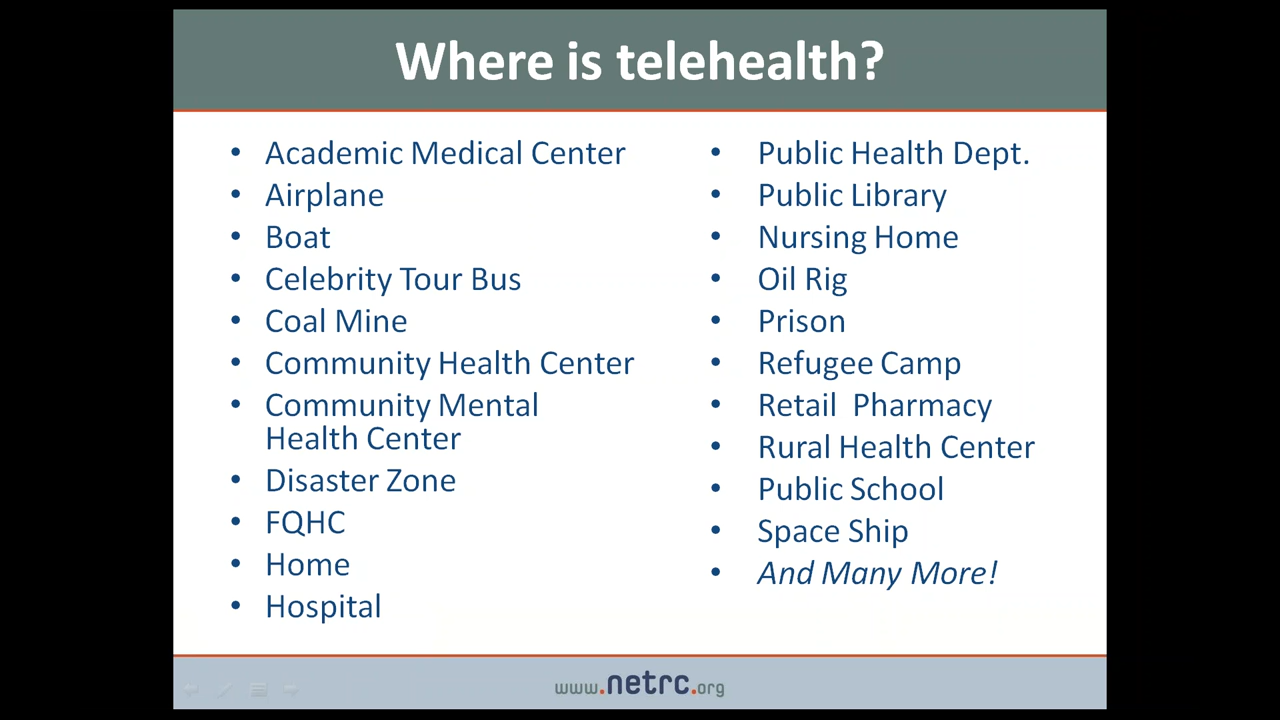 Where is telehealth?
• Academic Medical Center
• Airplane
• Boat
• Celebrity Tour Bus
• Coal Mine
• Community Health Center
• Community Mental
Health Center
• Disaster Zone
• FQHC
• Home
• Hospital
• Public Health Dept.
• Public Library
• Nursing Home
• Oil Rig
• Prison
• Refugee Camp
• Retail  Pharmacy
• Rural Health Center
• Public School
• Space Ship
• And Many More!
www.netrc.org